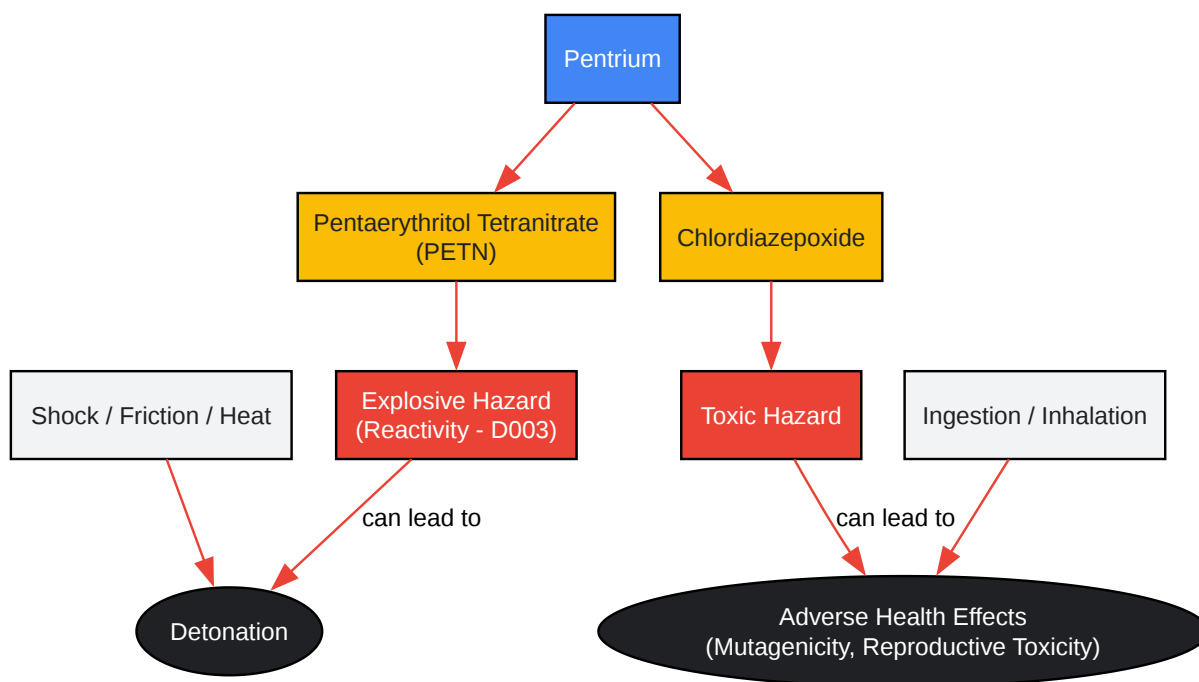 Pentrium
Pentaerythritol Tetranitrate
(PETN)
Chlordiazepoxide
Shock / Friction / Heat
Explosive Hazard
(Reactivity - D003)
Toxic Hazard
Ingestion / Inhalation
can lead to
can lead to
Detonation
Adverse Health Effects
(Mutagenicity, Reproductive Toxicity)